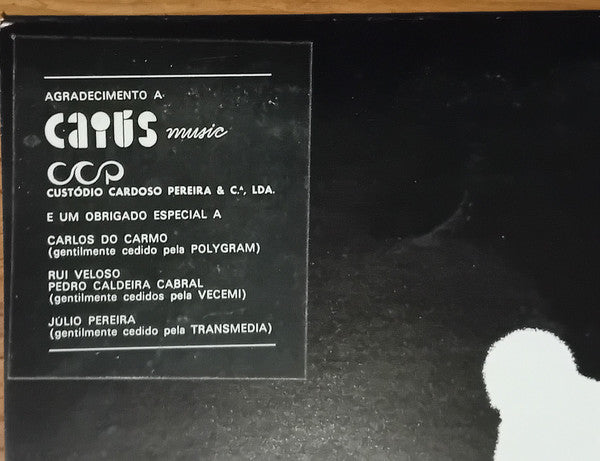 AGRADECIMENTO A
Caiús music
CCP
CUSTÓDIO CARDOSO PEREIRA & C.ª, LDA.
E UM OBRIGADO ESPECIAL A
CARLOS DO CARMO
(gentilmente cedido pela POLYGRAM)
RUI VELOSO
PEDRO CALDEIRA CABRAL
(gentilmente cedidos pela VECEMI)
JÚLIO PEREIRA
(gentilmente cedido pela TRANSMEDIA)